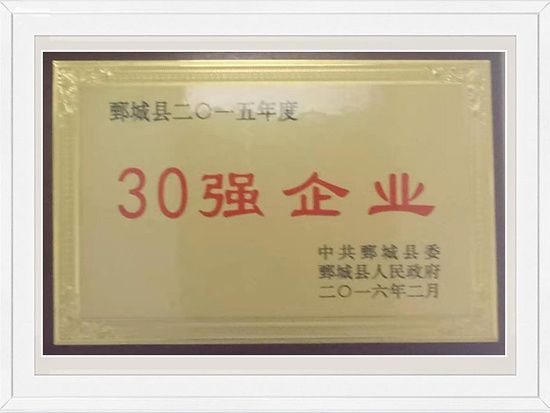 鄄城县二〇一五年度
30强企业
中共鄄城县委
鄄城县人民政府
二〇一六年二月